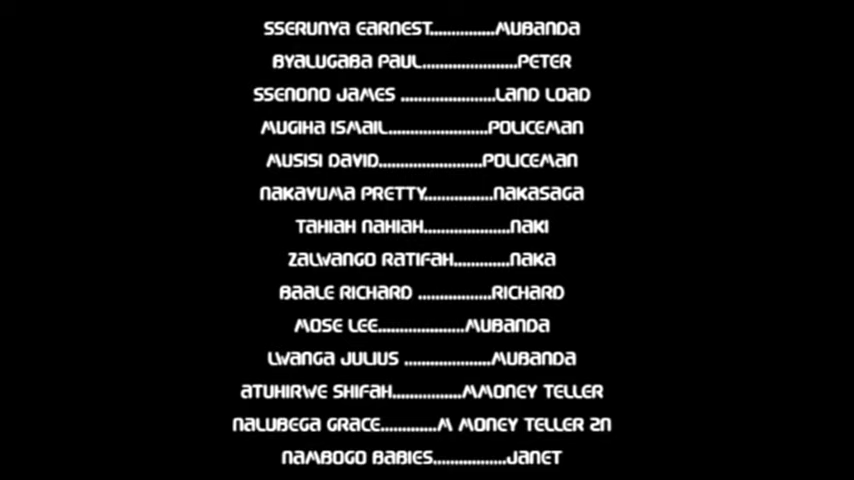 SSERUNYA EARNEST...............MUBANDA
BYALUGABA PAUL......................PETER
SSENONO JAMES ......................LAND LOAD
MUGIHA ISMAIL.......................POLICEMAN
MUSISI DAVID........................POLICEMAN
NAKAVUMA PRETTY................NAKASAGA
TAHIAH NAHIAH....................NAKI
ZALWANGO RATIFAH.............NAKA
BAALE RICHARD .................RICHARD
MOSE LEE....................MUBANDA
LWANGA JULIUS ....................MUBANDA
ATUHIRWE SHIFAH................MMONEY TELLER
NALUBEGA GRACE.............M MONEY TELLER 2N
NAMBOGO BABIES.................JANET